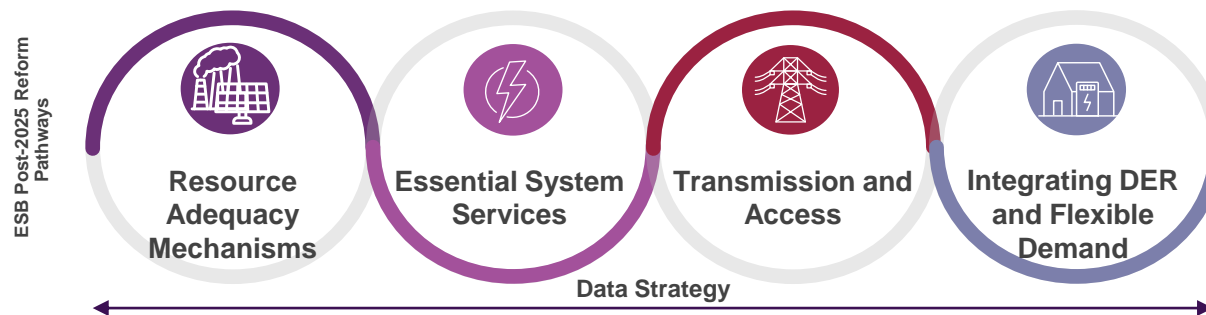 ESB Post-2025 Reform
Pathways
Resource
Adequacy
Mechanisms
Essential System
Services
Transmission and
Access
Integrating DER
and Flexible
Demand
Data Strategy